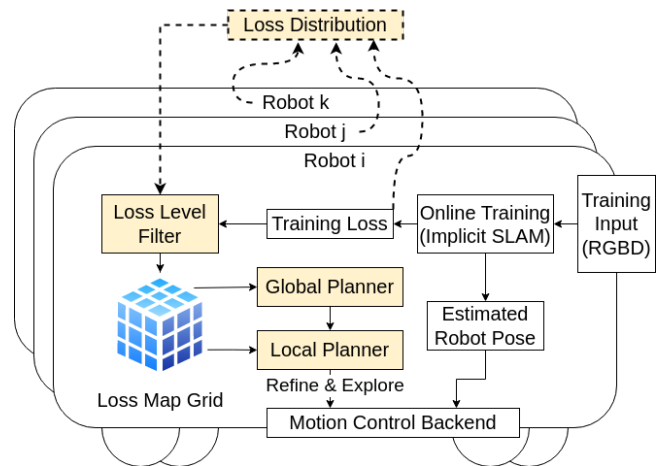 Loss Distribution
Robot k
Robot j
Robot i
Loss Level
Filter
Training Loss
Online Training
(Implicit SLAM)
Training
Input
(RGBD)
Global Planner
Estimated
Robot Pose
Local Planner
Refine & Explore
Loss Map Grid
Motion Control Backend